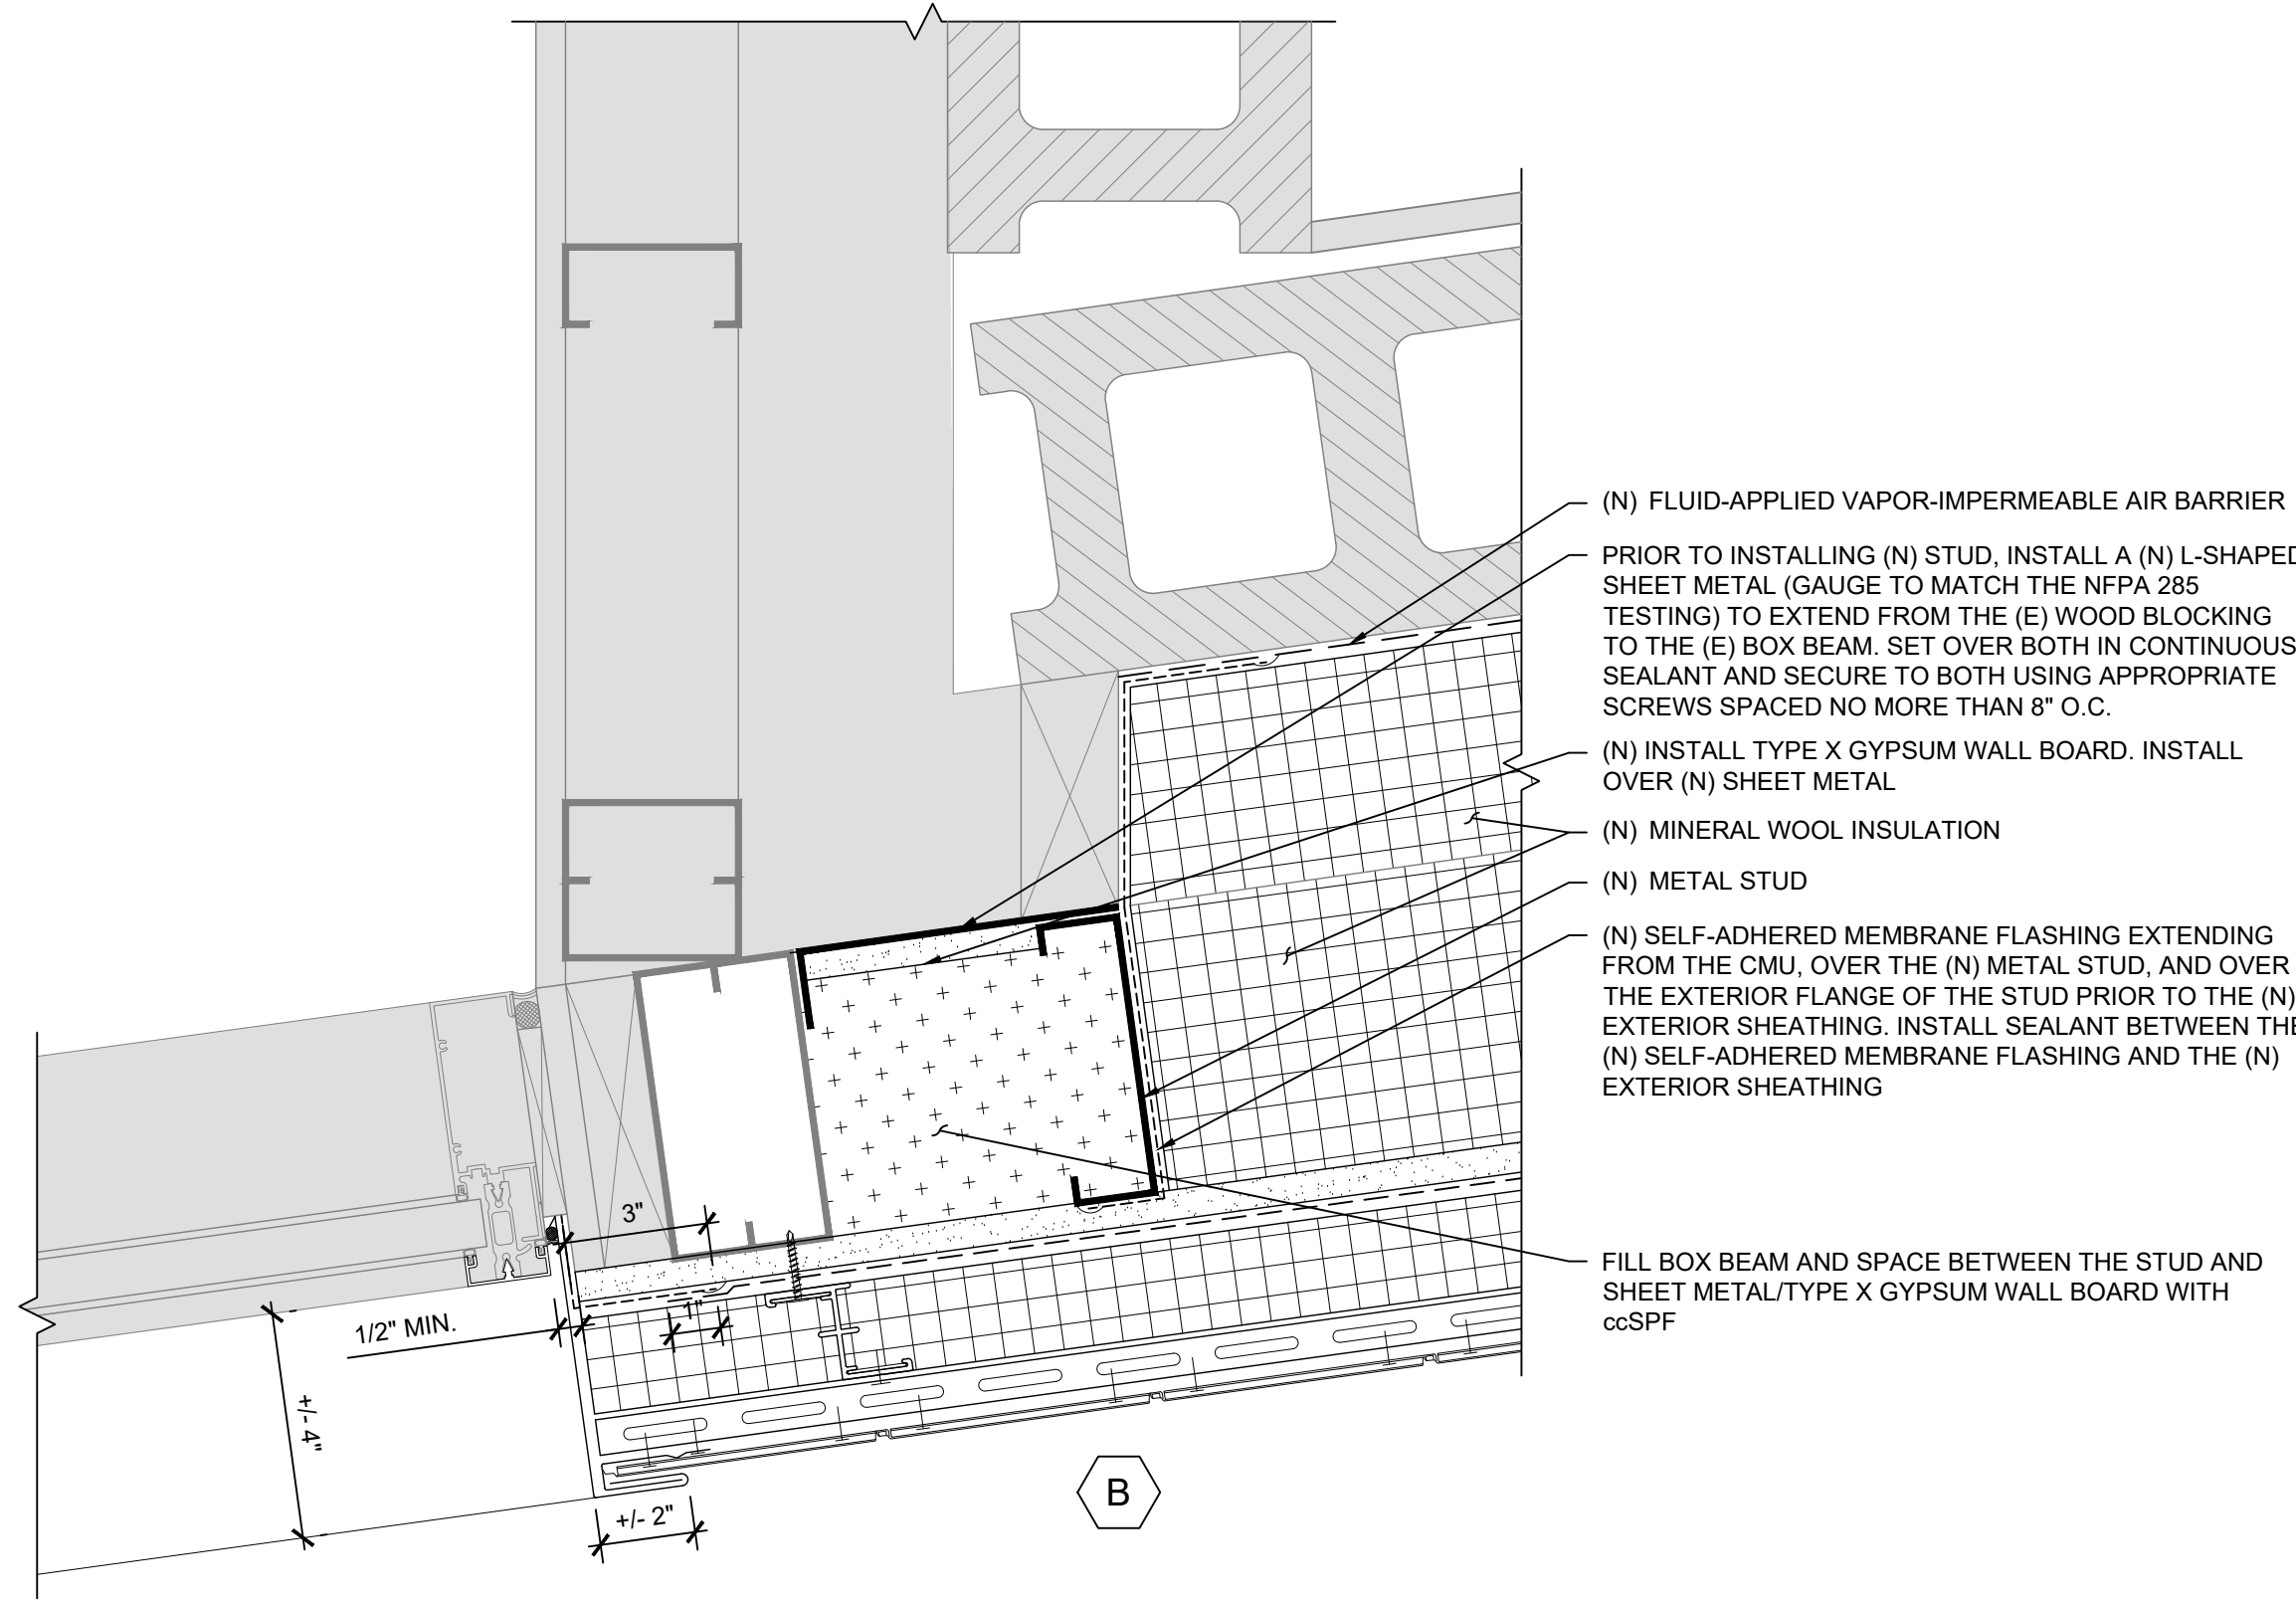 (N) FLUID-APPLIED VAPOR-IMPERMEABLE AIR BARRIER
PRIOR TO INSTALLING (N) STUD, INSTALL A (N) L-SHAPED
SHEET METAL (GAUGE TO MATCH THE NFPA 285
TESTING) TO EXTEND FROM THE (E) WOOD BLOCKING
TO THE (E) BOX BEAM. SET OVER BOTH IN CONTINUOUS
SEALANT AND SECURE TO BOTH USING APPROPRIATE
SCREWS SPACED NO MORE THAN 8" O.C.
(N) INSTALL TYPE X GYPSUM WALL BOARD. INSTALL
OVER (N) SHEET METAL
(N) MINERAL WOOL INSULATION
(N) METAL STUD
(N) SELF-ADHERED MEMBRANE FLASHING EXTENDING
FROM THE CMU, OVER THE (N) METAL STUD, AND OVER
THE EXTERIOR FLANGE OF THE STUD PRIOR TO THE (N)
EXTERIOR SHEATHING. INSTALL SEALANT BETWEEN THE
(N) SELF-ADHERED MEMBRANE FLASHING AND THE (N)
EXTERIOR SHEATHING
FILL BOX BEAM AND SPACE BETWEEN THE STUD AND
SHEET METAL/TYPE X GYPSUM WALL BOARD WITH
ccSPF
3"
1"
1/2" MIN.
+/- 4"
+/- 2"
B